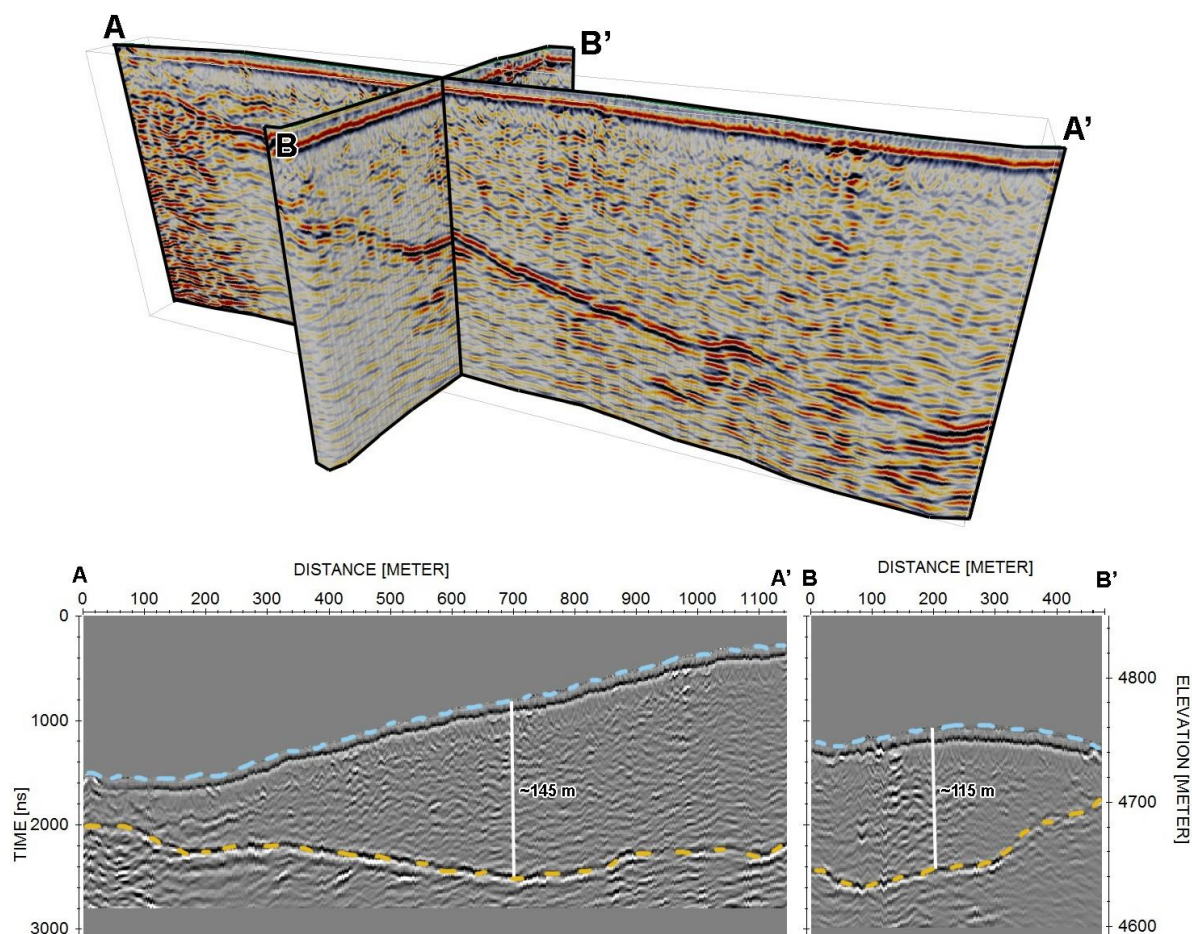 A
B'
B
A'
DISTANCE [METER]
A
A'
0 100 200 300 400 500 600 700 800 900 1000 1100
DISTANCE [METER]
B
B'
0 100 200 300 400
0
1000
2000
3000
TIME [ns]
~145 m
~115 m
4800
4700
4600
ELEVATION [METER]